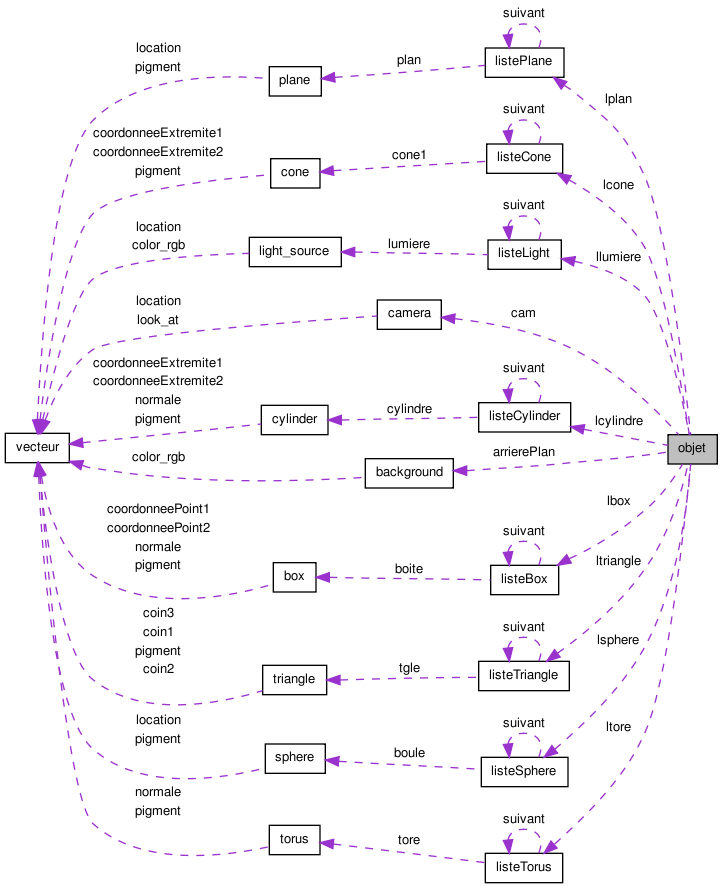 suivant
location
pigment
plan
listePlane
plane
lplan
suivant
coordonneeExtremite1
coordonneeExtremite2
pigment
cone1
listeCone
cone
lcone
suivant
location
color_rgb
lumiere
listeLight
light_source
llumiere
location
look_at
camera
cam
coordonneeExtremite1
coordonneeExtremite2
normale
pigment
suivant
cylindre
listeCylinder
cylinder
lcylindre
vecteur
objet
color_rgb
background
arrierePlan
coordonneePoint1
coordonneePoint2
normale
pigment
suivant
boite
listeBox
box
lbox
coin3
coin1
pigment
coin2
suivant
tgle
listeTriangle
triangle
ltriangle
location
pigment
suivant
boule
listeSphere
sphere
lsphere
normale
pigment
suivant
tore
listeTorus
torus
ltore